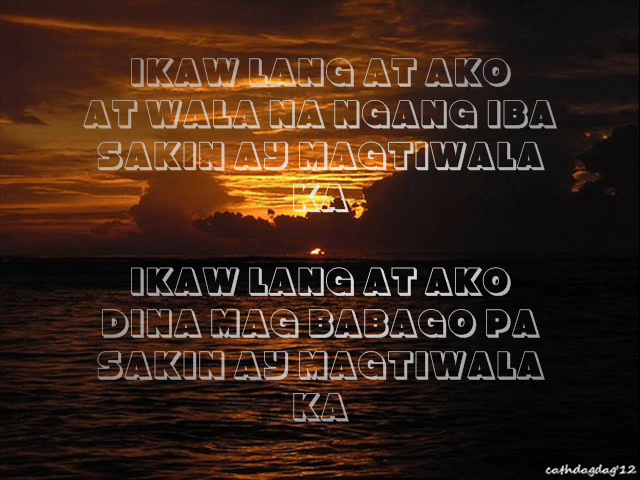 IKAW LANG AT AKO
AT WALA NA NGANG IBA
SAKIN AY MAGTIWALA
KA
IKAW LANG AT AKO
DINA MAG BABAGO PA
SAKIN AY MAGTIWALA
KA
cathdagdag'12